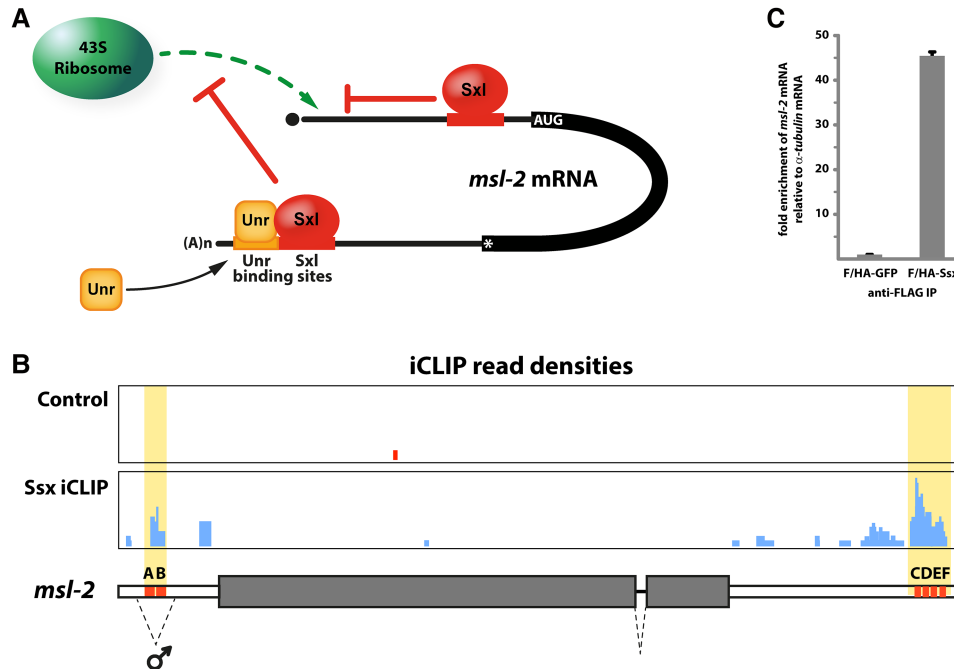 A
43S
Ribosome
Sxl
AUG
msl-2 mRNA
Unr
Sxl
(A)n
*
Unr
Sxl
binding sites
Unr
C
fold enrichment of msl-2 mRNA
relative to α-tubulin mRNA
50
40
30
20
10
F/HA-GFP
F/HA-Ssx
anti-FLAG IP
B
iCLIP read densities
Control
Ssx iCLIP
msl-2
A B
CDEF
♂